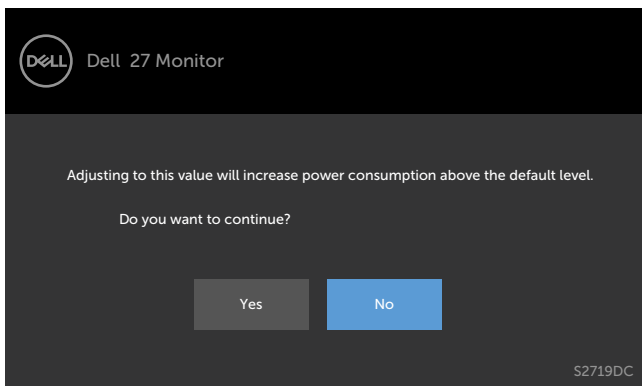 DELL
Dell 27 Monitor
Adjusting to this value will increase power consumption above the default level.
Do you want to continue?
Yes
No
S2719DC